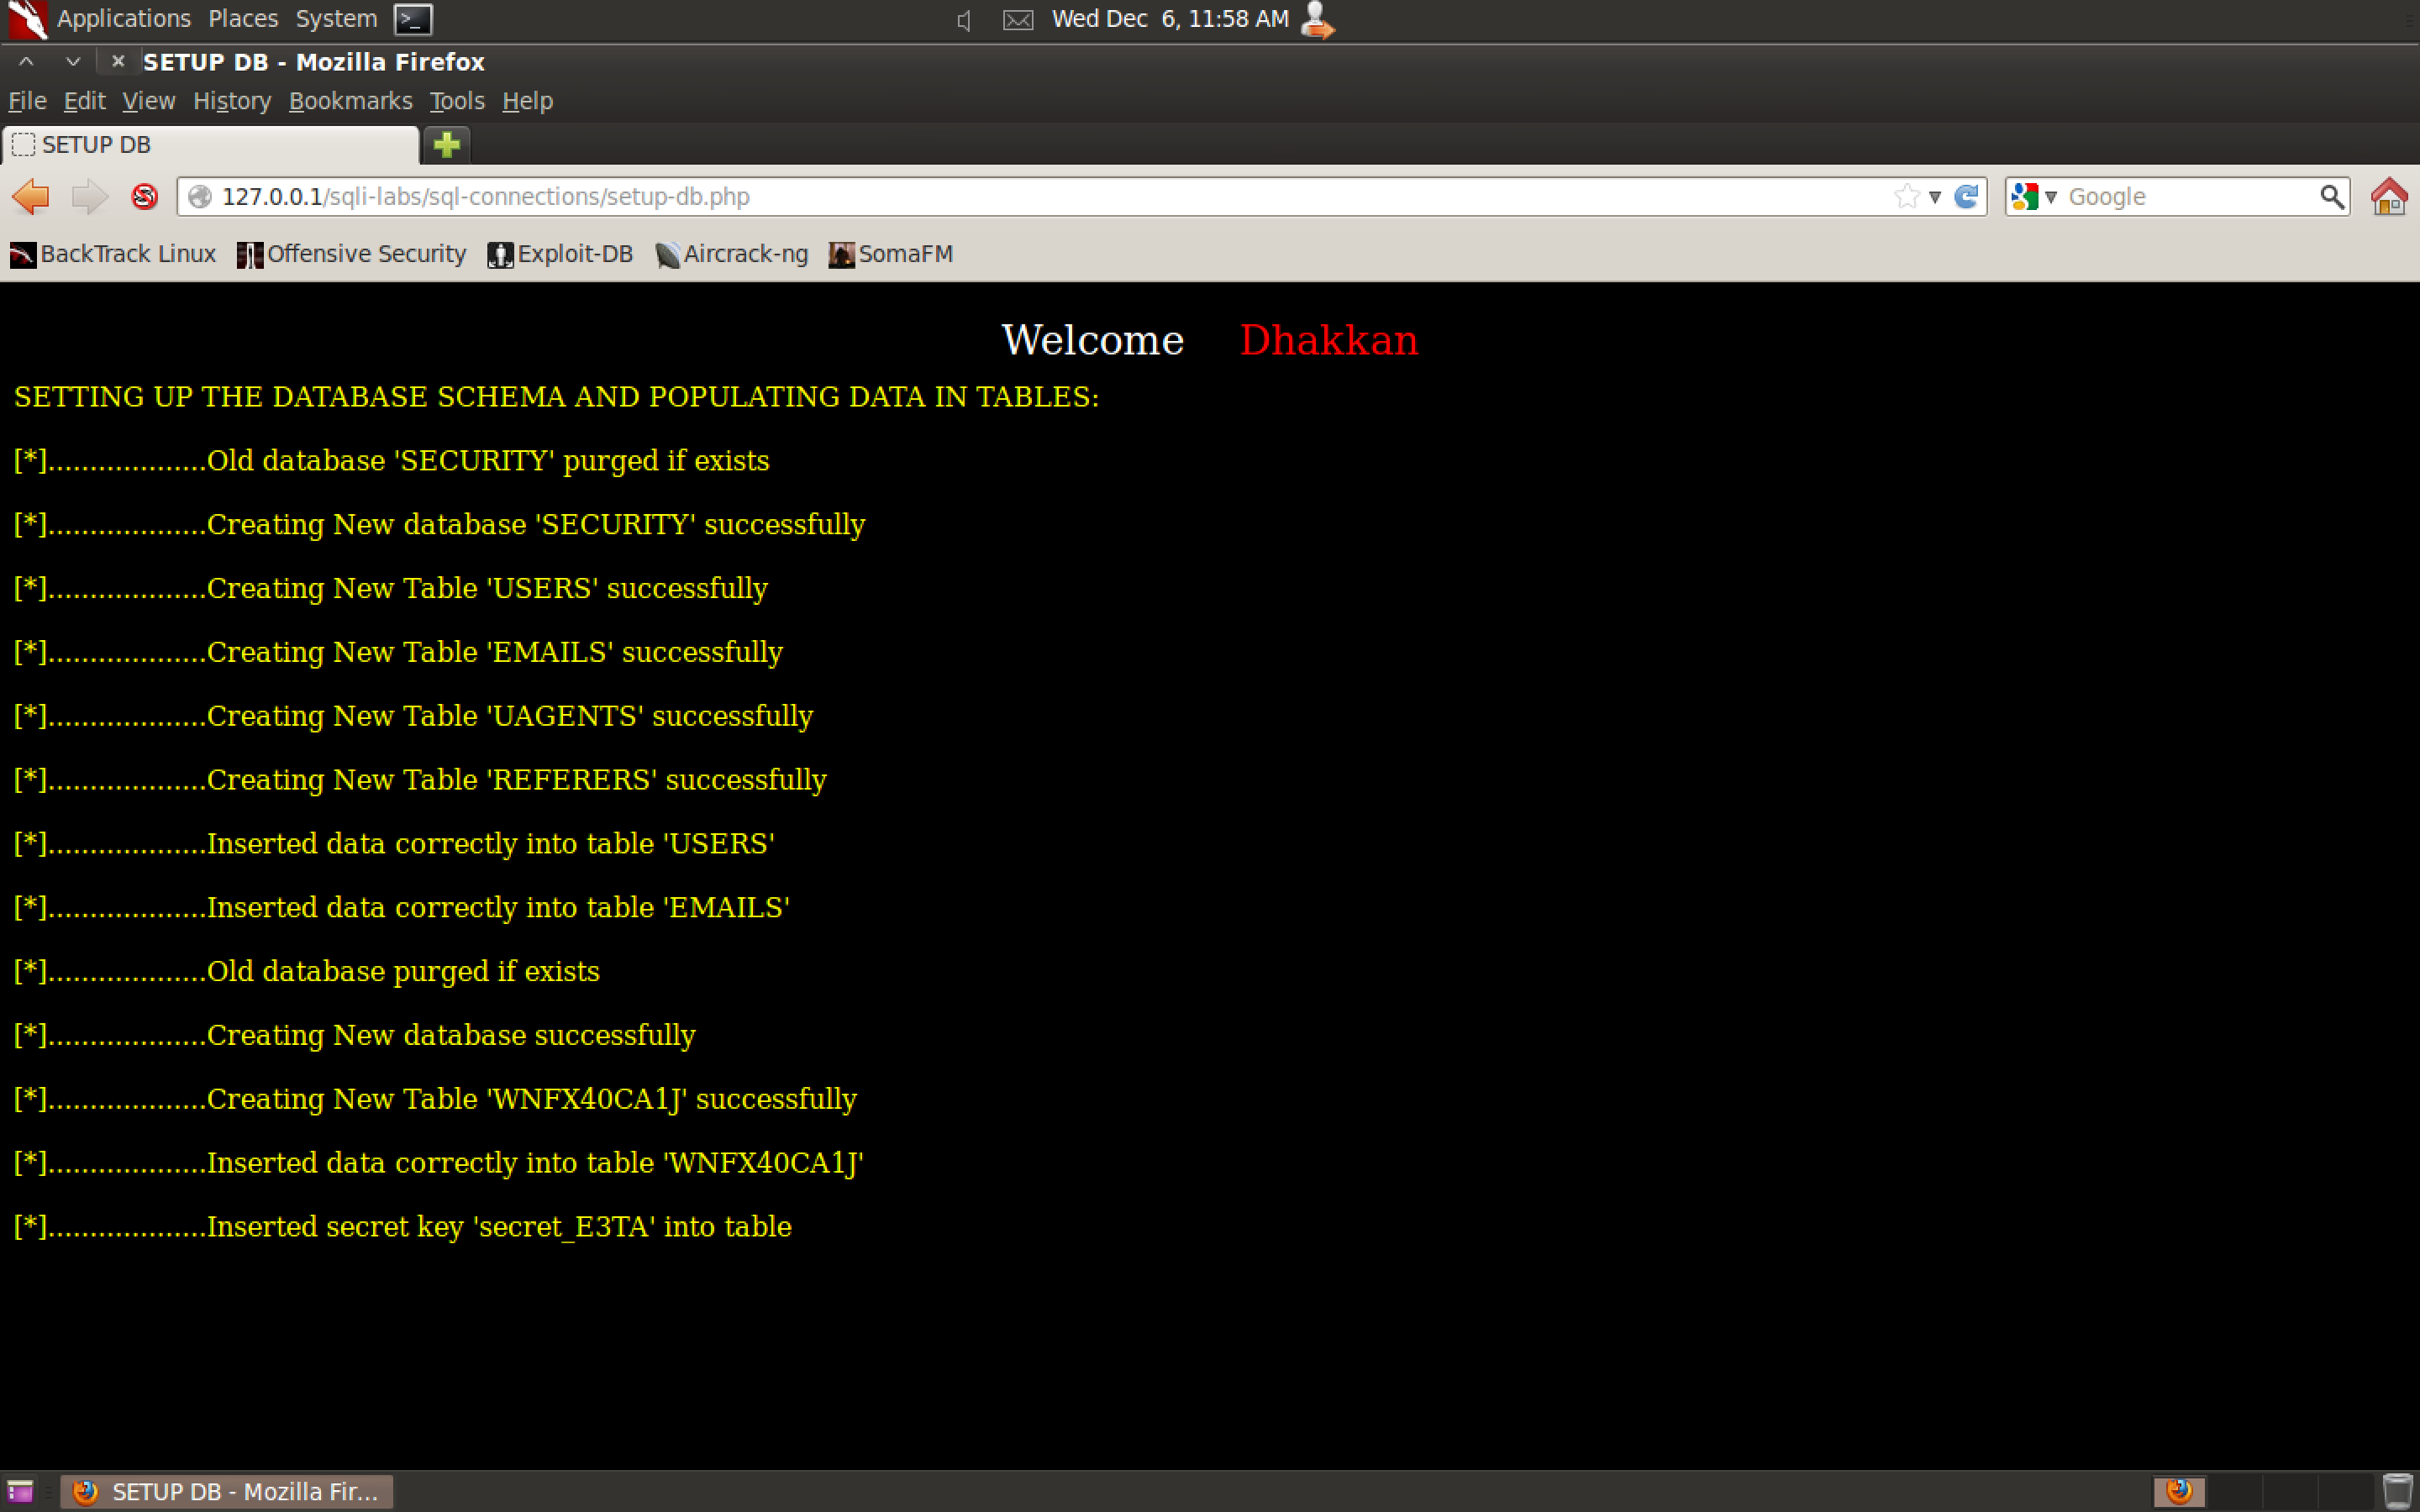 Applications Places System Wed Dec 6, 11:58 AM
SETUP DB - Mozilla Firefox
File Edit View History Bookmarks Tools Help
SETUP DB
127.0.0.1/sqli-labs/sql-connections/setup-db.php Google
BackTrack Linux Offensive Security Exploit-DB Aircrack-ng SomaFM
Welcome Dhakkan
SETTING UP THE DATABASE SCHEMA AND POPULATING DATA IN TABLES:
[*]...................Old database 'SECURITY' purged if exists
[*]...................Creating New database 'SECURITY' successfully
[*]...................Creating New Table 'USERS' successfully
[*]...................Creating New Table 'EMAILS' successfully
[*]...................Creating New Table 'UAGENTS' successfully
[*]...................Creating New Table 'REFERERS' successfully
[*]...................Inserted data correctly into table 'USERS'
[*]...................Inserted data correctly into table 'EMAILS'
[*]...................Old database purged if exists
[*]...................Creating New database successfully
[*]...................Creating New Table 'WNFX40CA1J' successfully
[*]...................Inserted data correctly into table 'WNFX40CA1J'
[*]...................Inserted secret key 'secret_E3TA' into table
SETUP DB - Mozilla Fir...